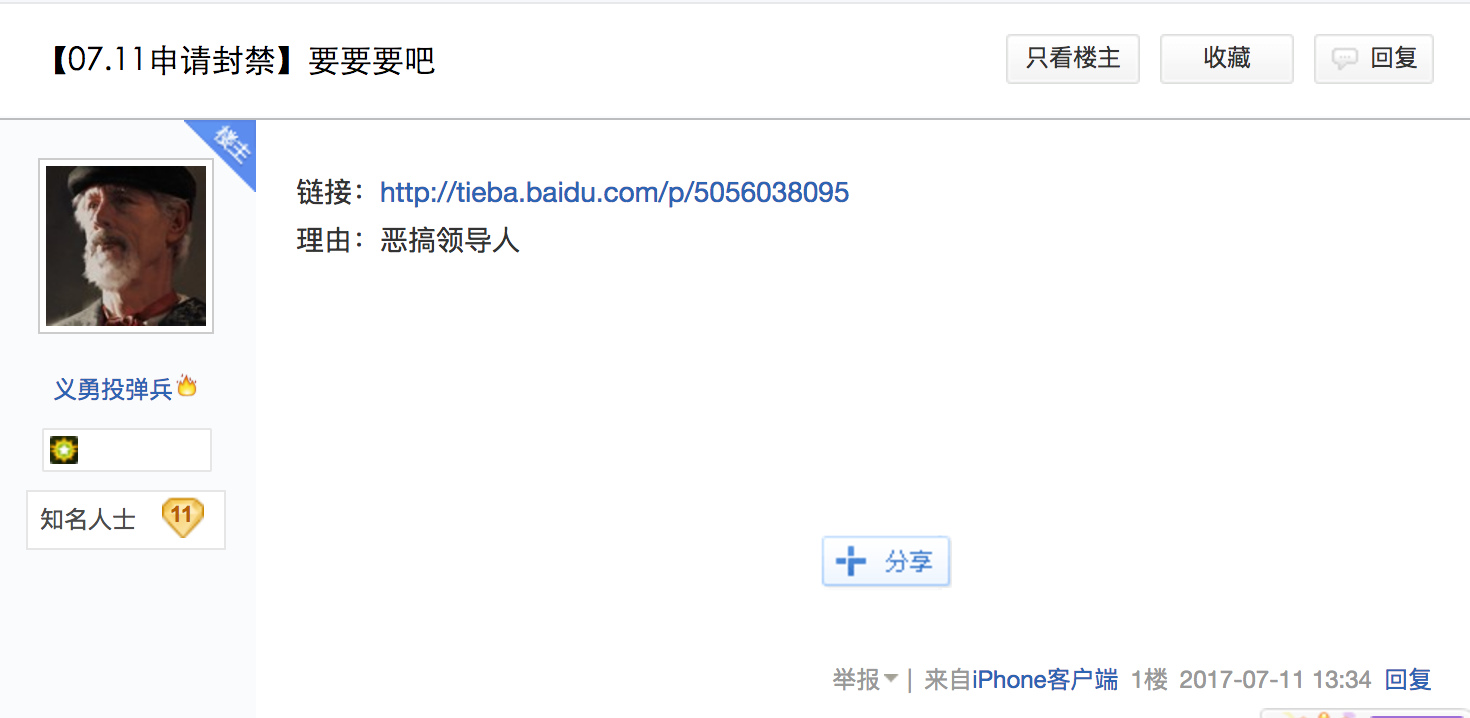 【07.11申请封禁】要要要吧
只看楼主
收藏
回复
楼主
链接：http://tieba.baidu.com/p/5056038095
理由：恶搞领导人
义勇投弹兵
知名人士 11
分享
举报 | 来自iPhone客户端 1楼 2017-07-11 13:34 回复